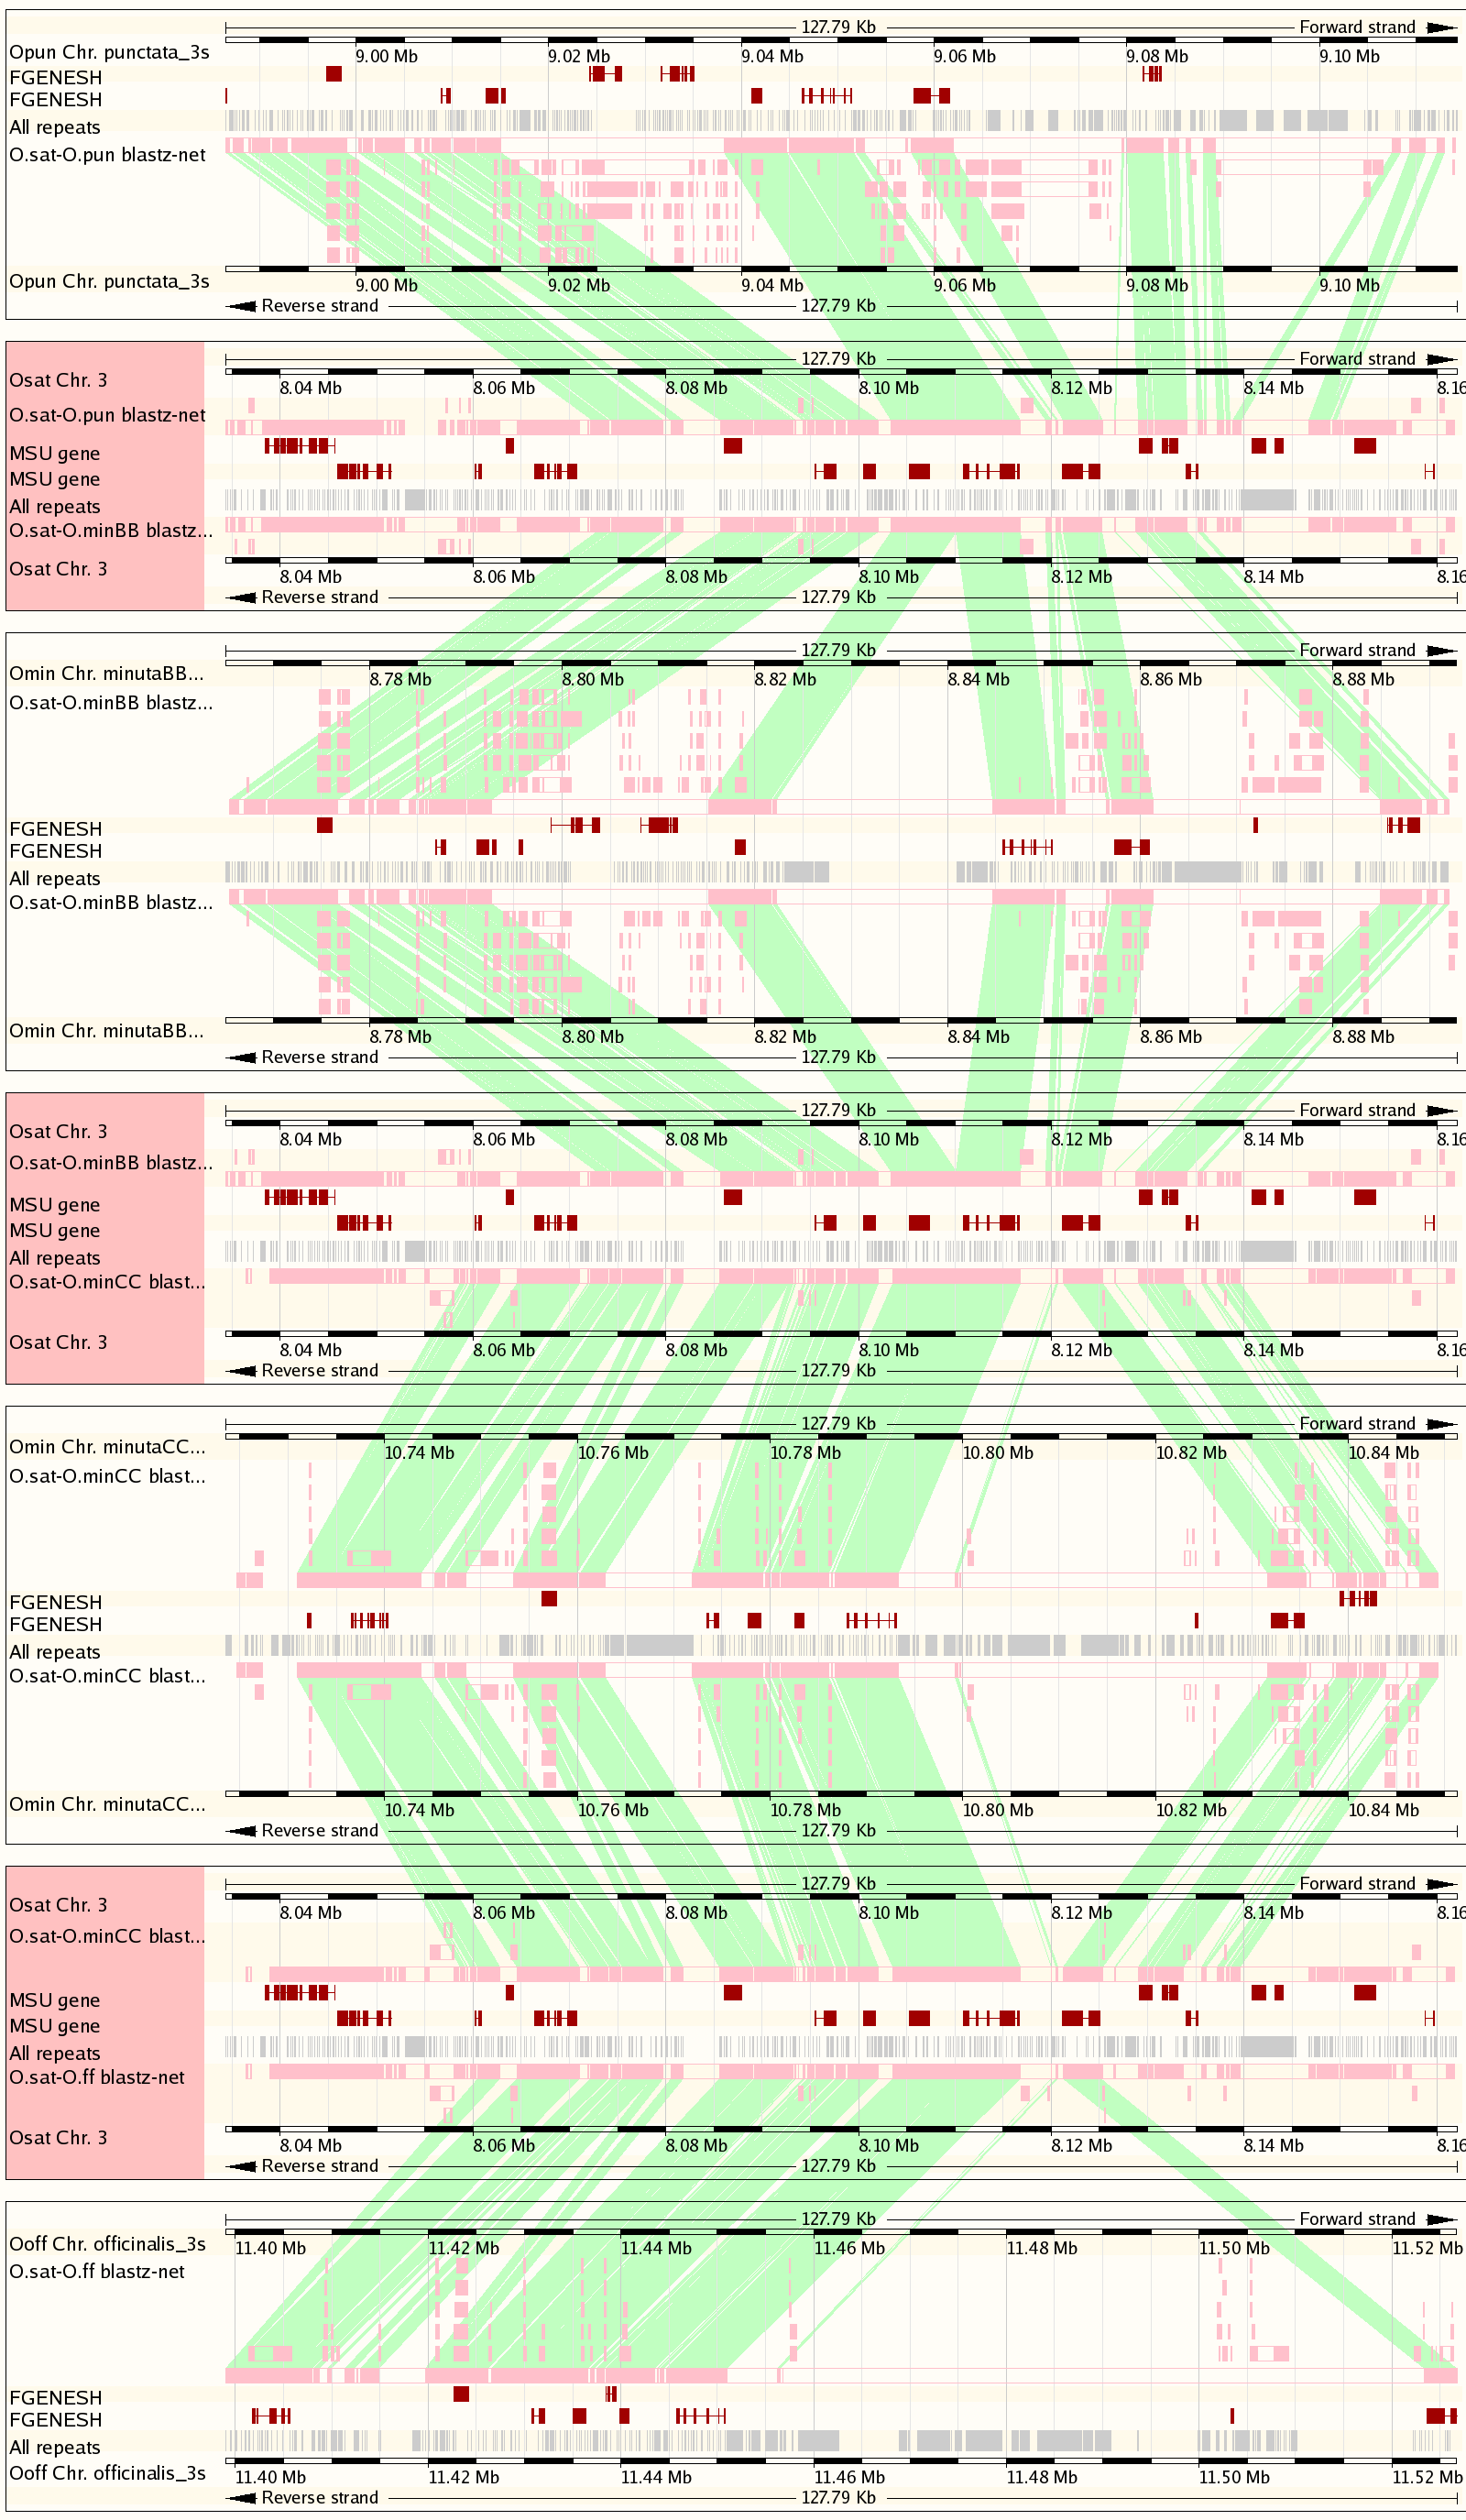 127.79 Kb Forward strand
Opun Chr. punctata_3s
9.00 Mb 9.02 Mb 9.04 Mb 9.06 Mb 9.08 Mb 9.10 Mb
FGENESH
FGENESH
All repeats
O.sat-O.pun blastz-net
Opun Chr. punctata_3s
9.00 Mb 9.02 Mb 9.04 Mb 9.06 Mb 9.08 Mb 9.10 Mb
Reverse strand 127.79 Kb
127.79 Kb Forward strand
Osat Chr. 3
8.04 Mb 8.06 Mb 8.08 Mb 8.10 Mb 8.12 Mb 8.14 Mb 8.16
O.sat-O.pun blastz-net
MSU gene
MSU gene
All repeats
O.sat-O.minBB blastz...
Osat Chr. 3
8.04 Mb 8.06 Mb 8.08 Mb 8.10 Mb 8.12 Mb 8.14 Mb 8.16
Reverse strand 127.79 Kb
127.79 Kb Forward strand
Omin Chr. minutaBB...
8.78 Mb 8.80 Mb 8.82 Mb 8.84 Mb 8.86 Mb 8.88 Mb
O.sat-O.minBB blastz...
FGENESH
FGENESH
All repeats
O.sat-O.minBB blastz...
Omin Chr. minutaBB...
8.78 Mb 8.80 Mb 8.82 Mb 8.84 Mb 8.86 Mb 8.88 Mb
Reverse strand 127.79 Kb
127.79 Kb Forward strand
Osat Chr. 3
8.04 Mb 8.06 Mb 8.08 Mb 8.10 Mb 8.12 Mb 8.14 Mb 8.16
O.sat-O.minBB blastz...
MSU gene
MSU gene
All repeats
O.sat-O.minCC blast...
Osat Chr. 3
8.04 Mb 8.06 Mb 8.08 Mb 8.10 Mb 8.12 Mb 8.14 Mb 8.16
Reverse strand 127.79 Kb
127.79 Kb Forward strand
Omin Chr. minutaCC...
10.74 Mb 10.76 Mb 10.78 Mb 10.80 Mb 10.82 Mb 10.84 Mb
O.sat-O.minCC blast...
FGENESH
FGENESH
All repeats
O.sat-O.minCC blast...
Omin Chr. minutaCC...
10.74 Mb 10.76 Mb 10.78 Mb 10.80 Mb 10.82 Mb 10.84 Mb
Reverse strand 127.79 Kb
127.79 Kb Forward strand
Osat Chr. 3
8.04 Mb 8.06 Mb 8.08 Mb 8.10 Mb 8.12 Mb 8.14 Mb 8.16
O.sat-O.minCC blast...
MSU gene
MSU gene
All repeats
O.sat-O.ff blastz-net
Osat Chr. 3
8.04 Mb 8.06 Mb 8.08 Mb 8.10 Mb 8.12 Mb 8.14 Mb 8.16
Reverse strand 127.79 Kb
127.79 Kb Forward strand
Ooff Chr. officinalis_3s
11.40 Mb 11.42 Mb 11.44 Mb 11.46 Mb 11.48 Mb 11.50 Mb 11.52 Mb
O.sat-O.ff blastz-net
FGENESH
FGENESH
All repeats
Ooff Chr. officinalis_3s
11.40 Mb 11.42 Mb 11.44 Mb 11.46 Mb 11.48 Mb 11.50 Mb 11.52 Mb
Reverse strand 127.79 Kb